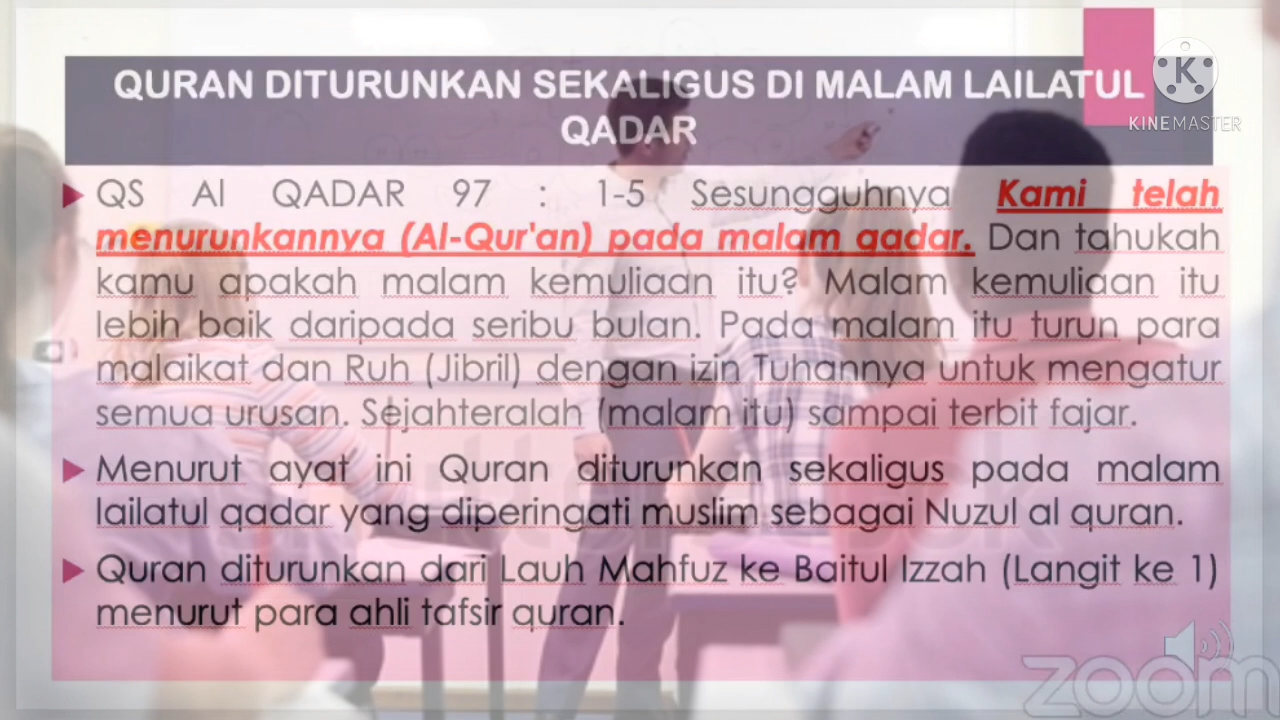 QURAN DITURUNKAN SEKALIGUS DI MALAM LAILATUL
QADAR
K
KINEMASTER
QS Al QADAR 97 : 1-5 Sesungguhnya Kami telah
menurunkannya (Al-Qur'an) pada malam qadar. Dan tahukah
kamu apakah malam kemuliaan itu? Malam kemuliaan itu
lebih baik daripada seribu bulan. Pada malam itu turun para
malaikat dan Ruh (Jibril) dengan izin Tuhannya untuk mengatur
semua urusan. Sejahteralah (malam itu) sampai terbit fajar.
Menurut ayat ini Quran diturunkan sekaligus pada malam
lailatul qadar yang diperingati muslim sebagai Nuzul al quran.
Quran diturunkan dari Lauh Mahfuz ke Baitul Izzah (Langit ke 1)
menurut para ahli tafsir quran.
zoom